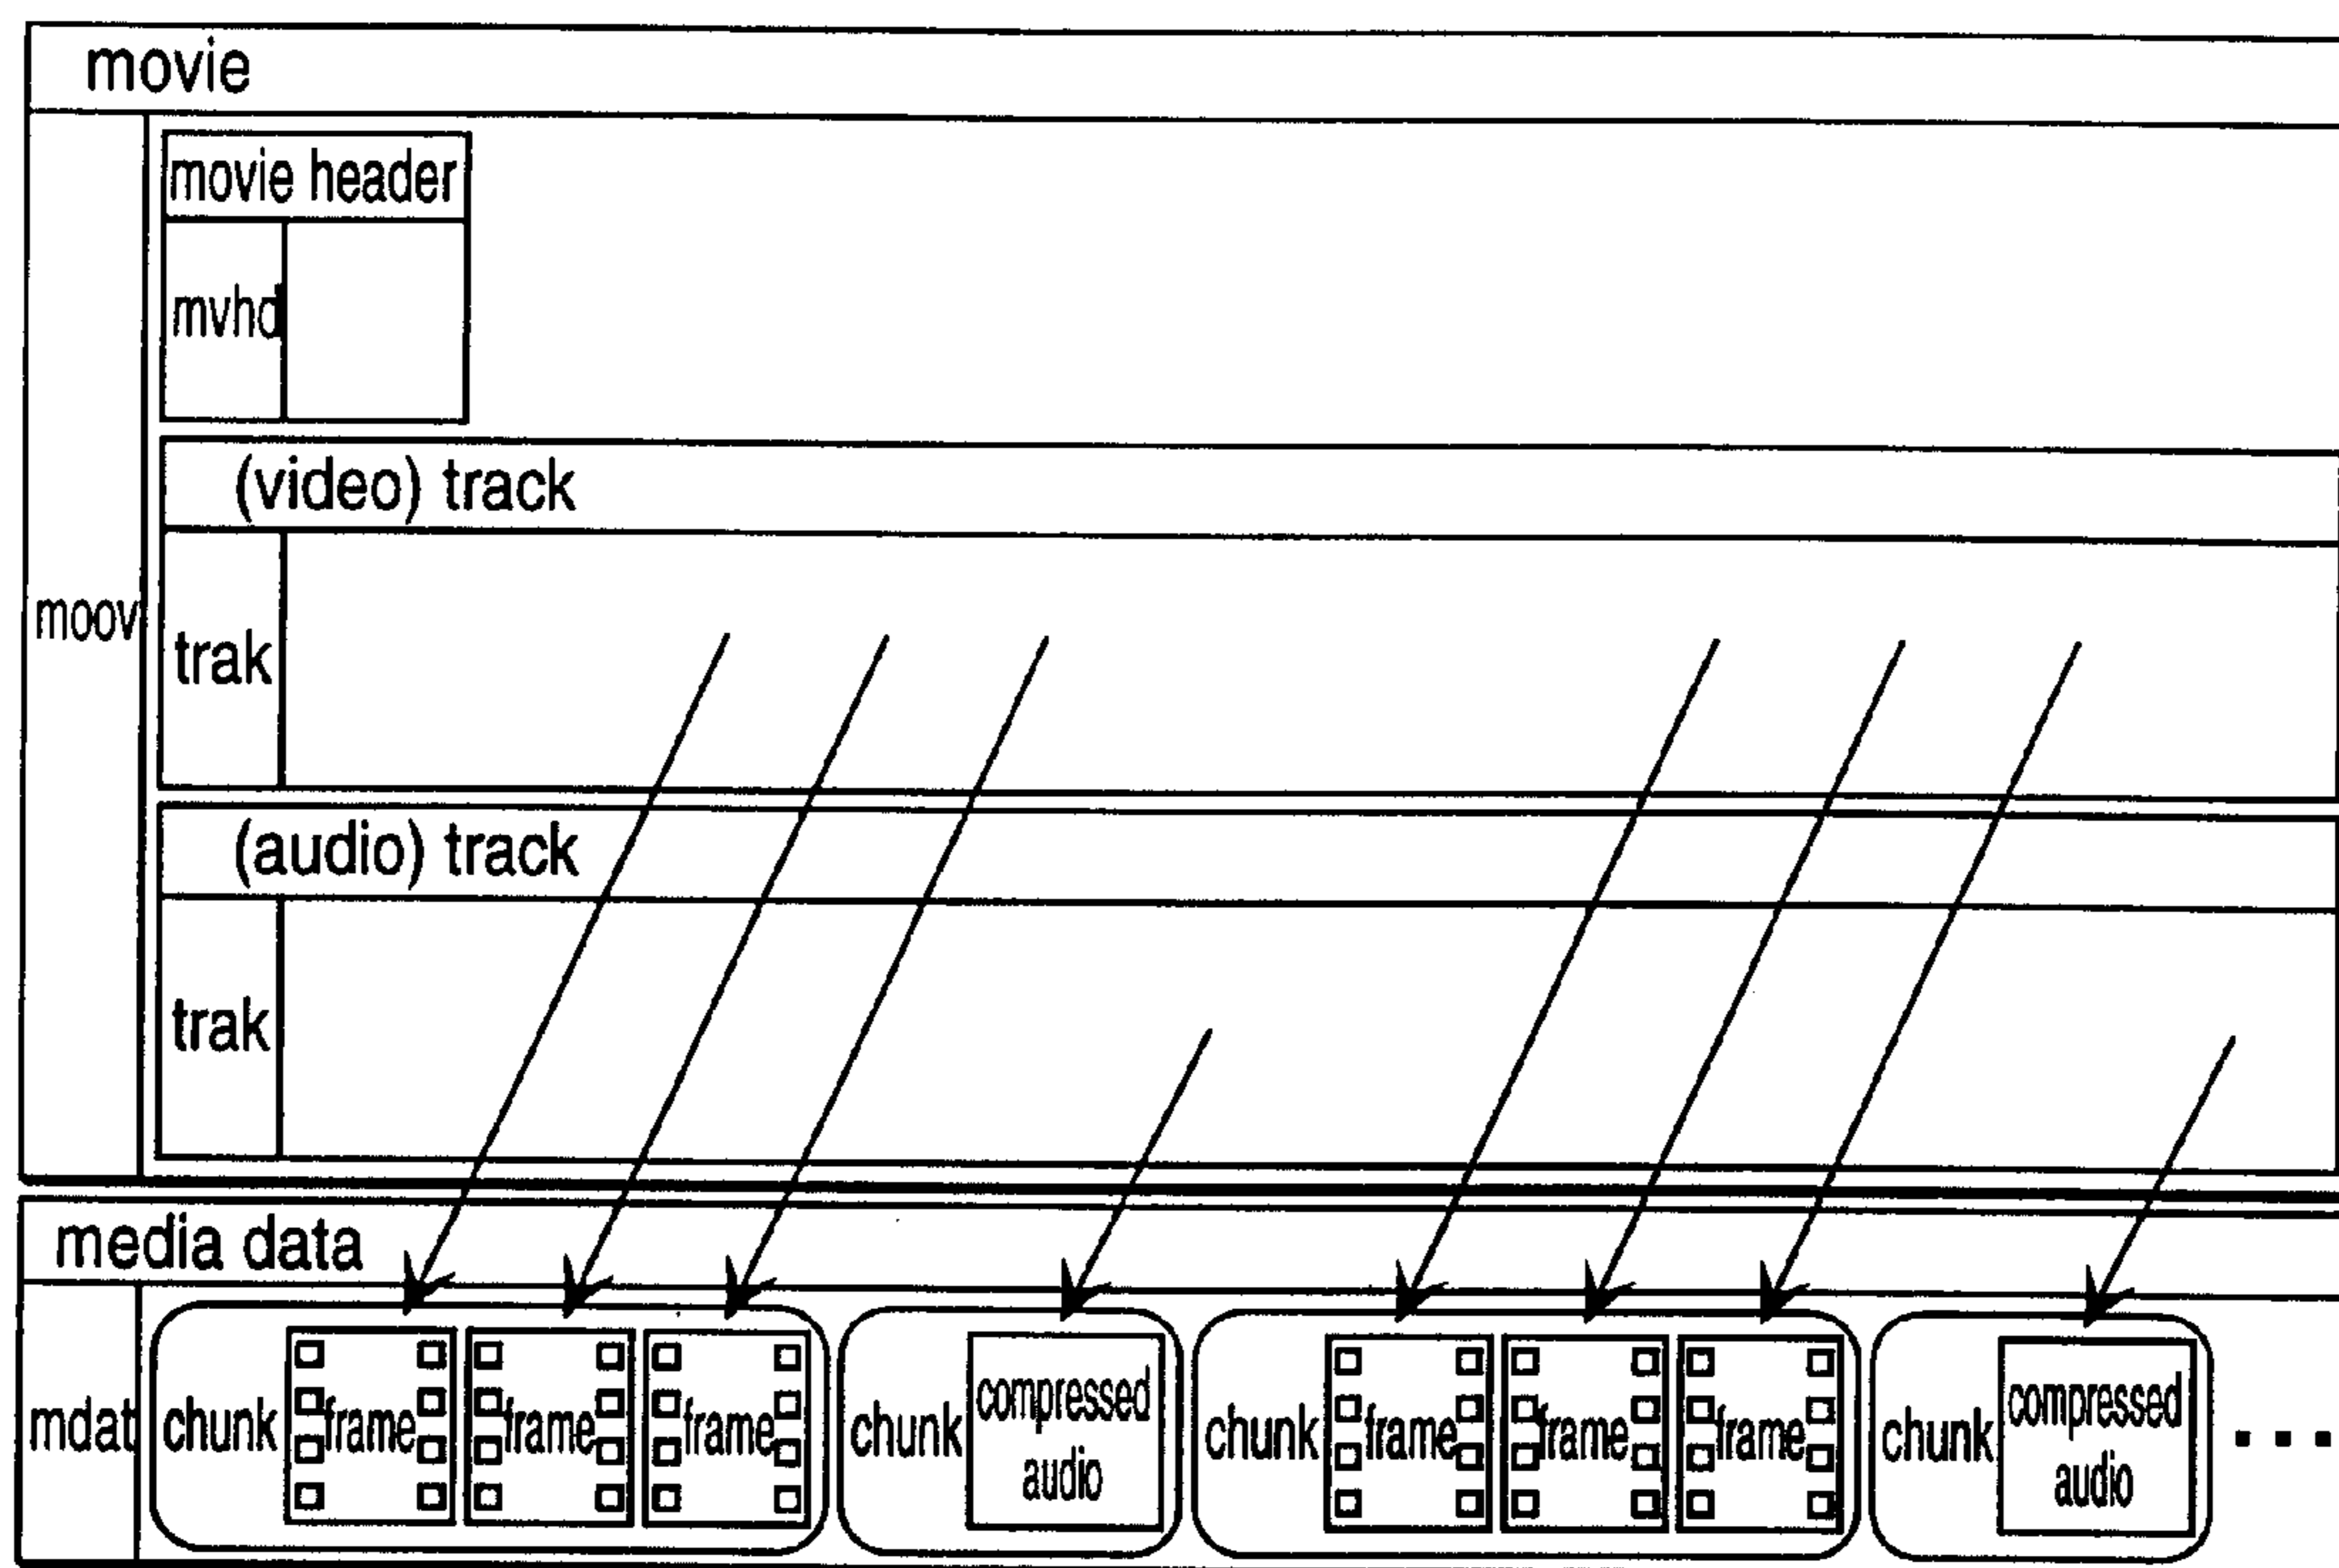 movie
movie header
mvhd
moov
(video) track
trak
(audio) track
trak
media data
mdat
chunk
frame
frame
frame
chunk
compressed
audio
chunk
frame
frame
frame
chunk
compressed
audio
...